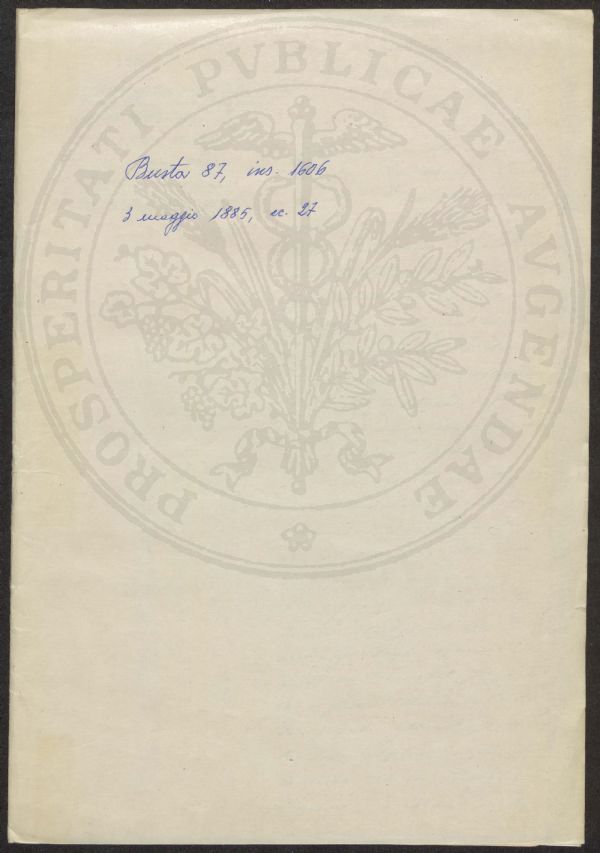 Busta 87, ins. 1606
3 maggio 1885, cc. 27
PROSPERITATI PVBLICAE AVGENDAE